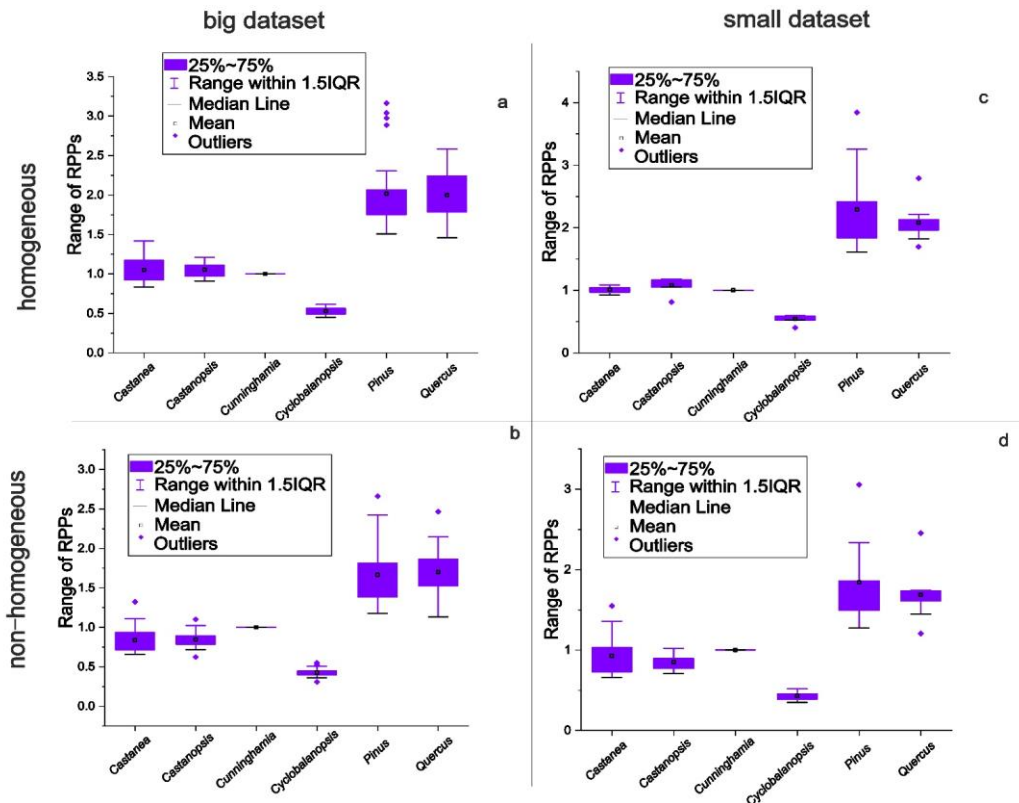 big dataset
small dataset
homogeneous
non-homogeneous
a
Range of RPPs
3.5
3.0
2.5
2.0
1.5
1.0
0.5
0.0
25%~75%
Range within 1.5IQR
Median Line
Mean
Outliers
Castanea
Castanopsis
Cunninghamia
Cyclobalanopsis
Pinus
Quercus
c
Range of RPPs
4
3
2
1
0
25%~75%
Range within 1.5IQR
Median Line
Mean
Outliers
Castanea
Castanopsis
Cunninghamia
Cyclobalanopsis
Pinus
Quercus
b
Range of RPPs
3.0
2.5
2.0
1.5
1.0
0.5
0.0
25%~75%
Range within 1.5IQR
Median Line
Mean
Outliers
Castanea
Castanopsis
Cunninghamia
Cyclobalanopsis
Pinus
Quercus
d
Range of RPPs
3
2
1
0
25%~75%
Range within 1.5IQR
Median Line
Mean
Outliers
Castanea
Castanopsis
Cunninghamia
Cyclobalanopsis
Pinus
Quercus